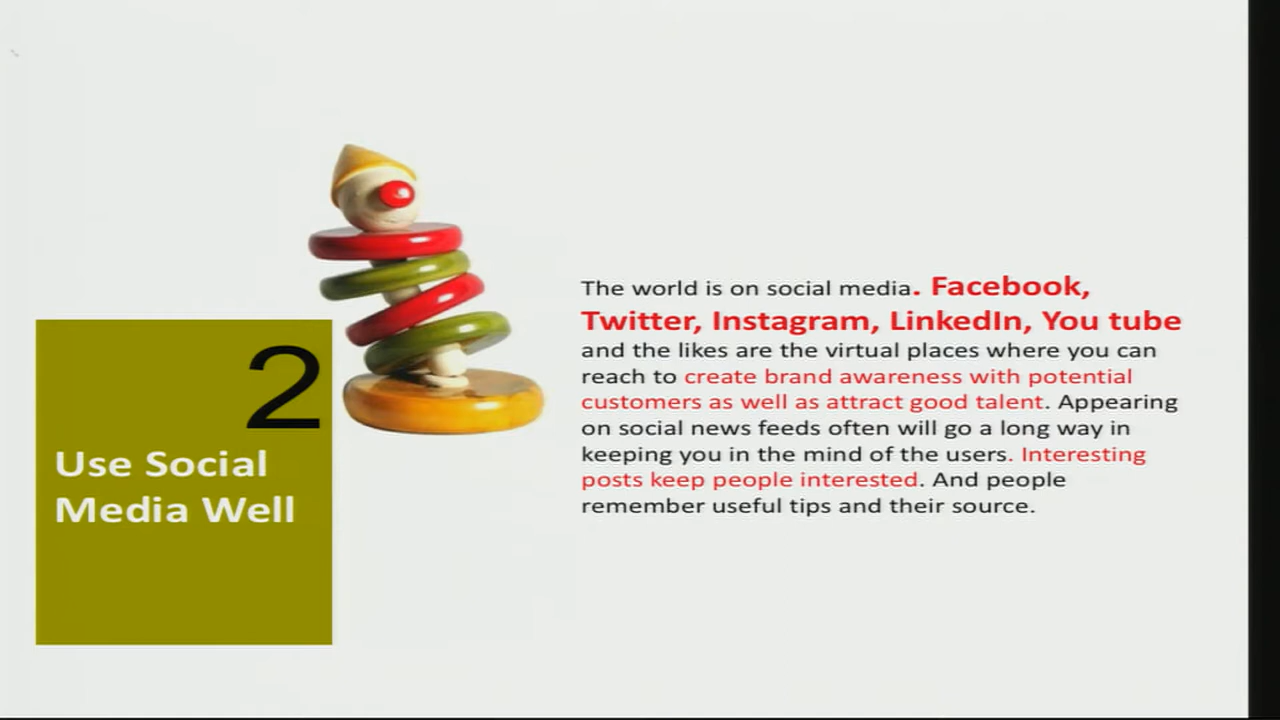 2
Use Social
Media Well
The world is on social media. Facebook,
Twitter, Instagram, LinkedIn, You tube
and the likes are the virtual places where you can
reach to create brand awareness with potential
customers as well as attract good talent. Appearing
on social news feeds often will go a long way in
keeping you in the mind of the users. Interesting
posts keep people interested. And people
remember useful tips and their source.